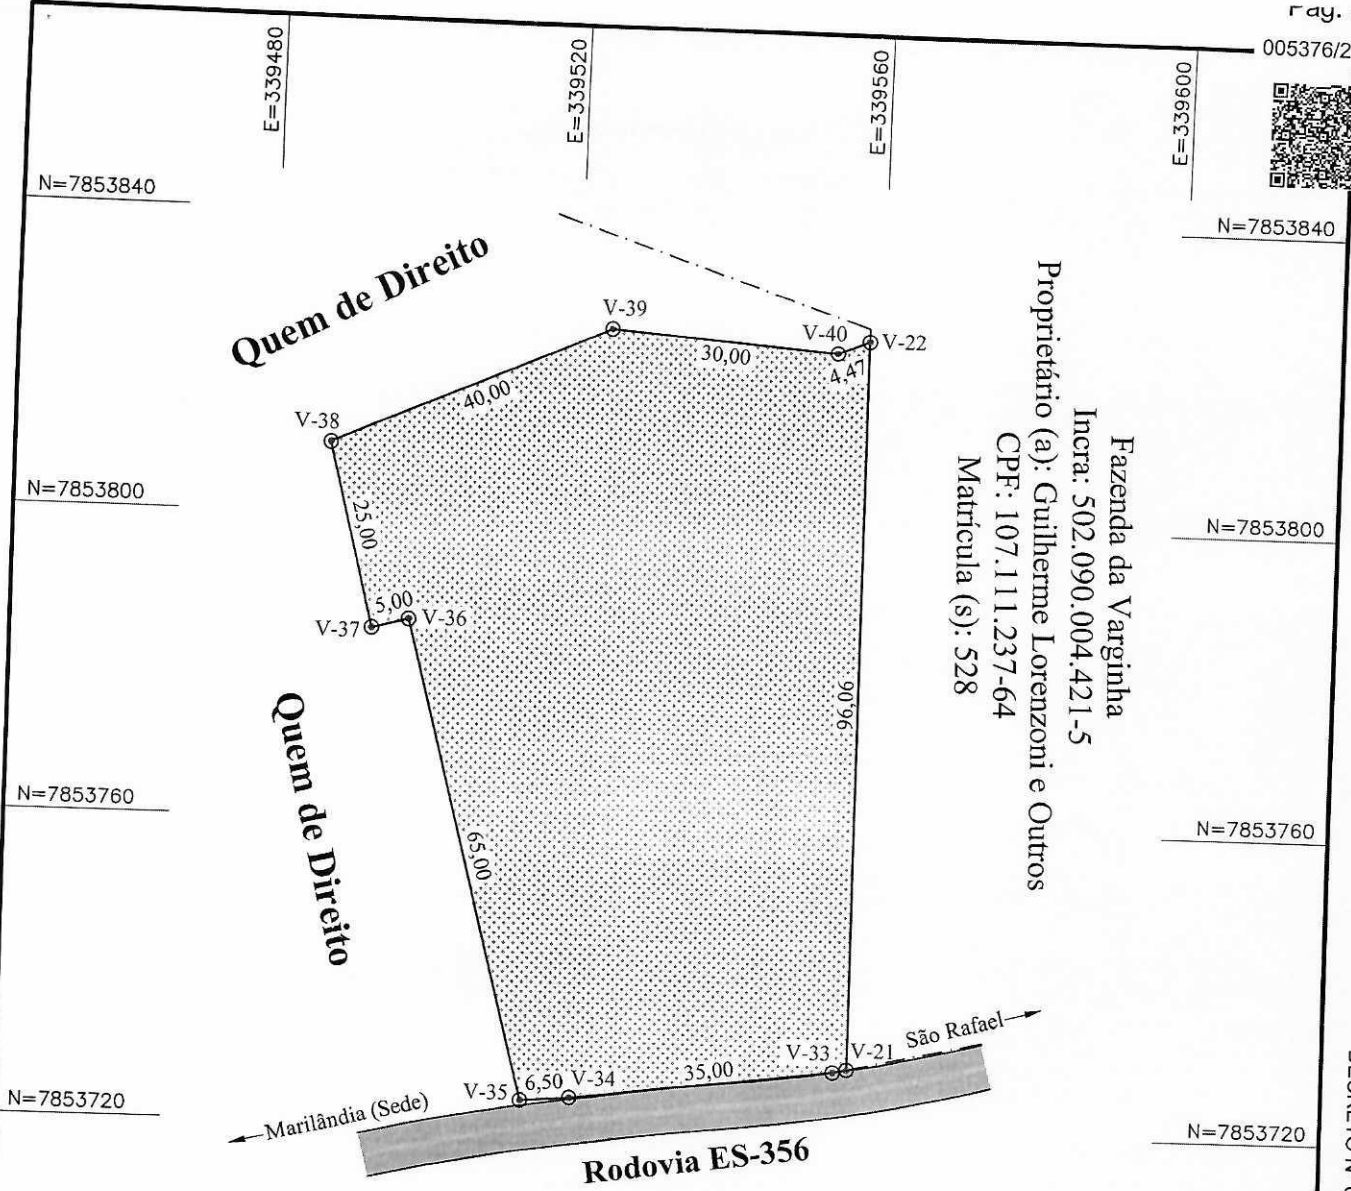 Pág.
005376/2
E=339480
E=339520
E=339560
E=339600
N=7853840
N=7853840
Quem de Direito
V-39
V-40
V-22
30,00
4,47
40,00
V-38
N=7853800
N=7853800
25,00
5,00
V-37
V-36
Fazenda da Varginha
Incra: 502.090.004.421-5
Proprietário (a): Guilherme Lorenzoni e Outros
CPF: 107.111.237-64
Matrícula (s): 528
Quem de Direito
N=7853760
N=7853760
65,00
São Rafael
V-33
V-21
35,00
V-35
6,50
V-34
N=7853720
N=7853720
Marilândia (Sede)
Rodovia ES-356